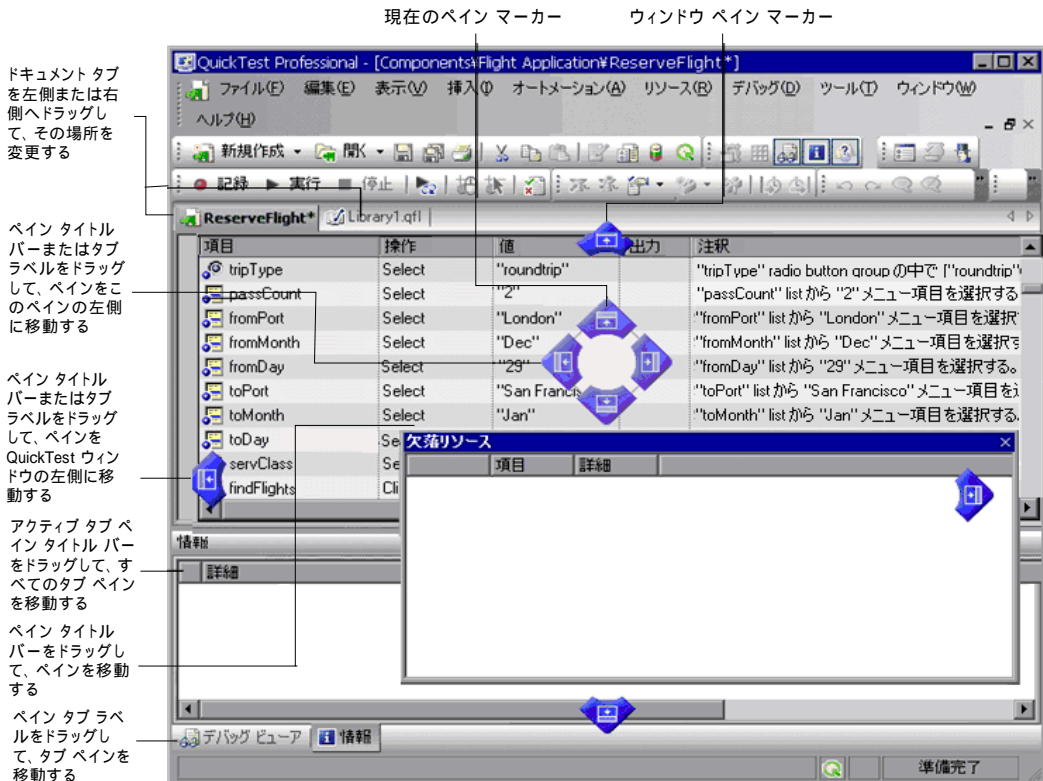 現在のペイン マーカー
ウィンドウ ペイン マーカー
ドキュメント タブ
を左側または右
側へドラッグし
て、その場所を
変更する
ペイン タイトル
バーまたはタブ
ラベルをドラッグ
して、ペインをこ
のペインの左側
に移動する
ペイン タイトル
バーまたはタブ
ラベルをドラッグ
して、ペインを
QuickTest ウィン
ドウの左側に移
動する
アクティブ タブ ペ
イン タイトル バー
をドラッグして、す
べてのタブ ペイン
を移動する
ペイン タイトル
バーをドラッグし
て、ペインを移動
する
ペイン タブ ラベ
ルをドラッグし
て、タブ ペインを
移動する
QuickTest Professional - [Components¥Flight Application¥ReserveFlight*]
ファイル(F) 編集(E) 表示(V) 挿入(I) オートメーション(A) リソース(R) デバッグ(D) ツール(T) ウィンドウ(W)
ヘルプ(H)
新規作成 開く
記録 実行 停止
ReserveFlight* Library1.qfl
項目 操作 値 出力 注釈
tripType Select "roundtrip" "tripType" radio button group の中で ["roundtrip"
passCount Select "2" "passCount" list から "2" メニュー項目を選択する
fromPort Select "London" "fromPort" list から "London" メニュー項目を選択
fromMonth Select "Dec" "fromMonth" list から "Dec" メニュー項目を選択す
fromDay Select "29" "fromDay" list から "29" メニュー項目を選択する。
toPort Select "San Francis "toPort" list から "San Francisco" メニュー項目を
toMonth Select "Jan" "toMonth" list から "Jan" メニュー項目を選択する.
toDay Se
servClass Se
findFlights Cli
欠落リソース
項目 詳細
情報
詳細
デバッグ ビューア 情報
準備完了